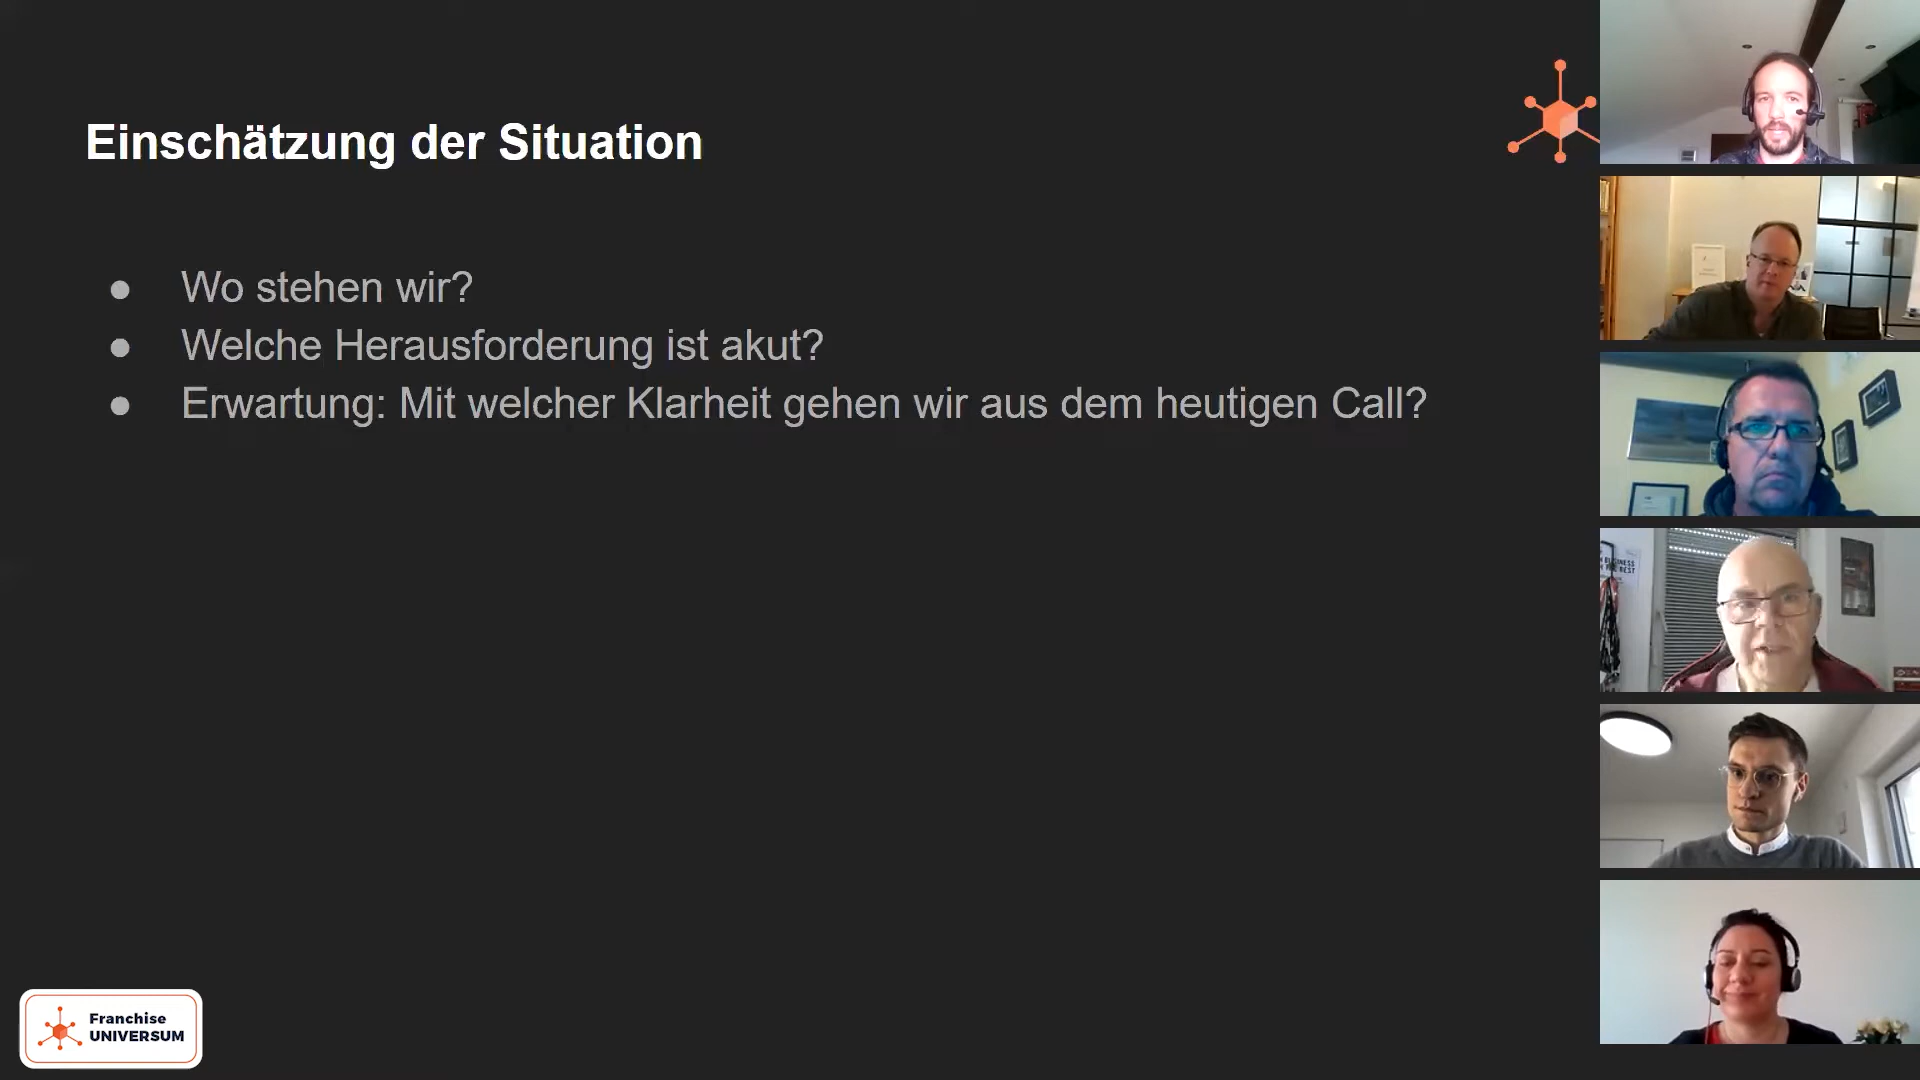 Einschätzung der Situation
Wo stehen wir?
Welche Herausforderung ist akut?
Erwartung: Mit welcher Klarheit gehen wir aus dem heutigen Call?
Franchise
UNIVERSUM